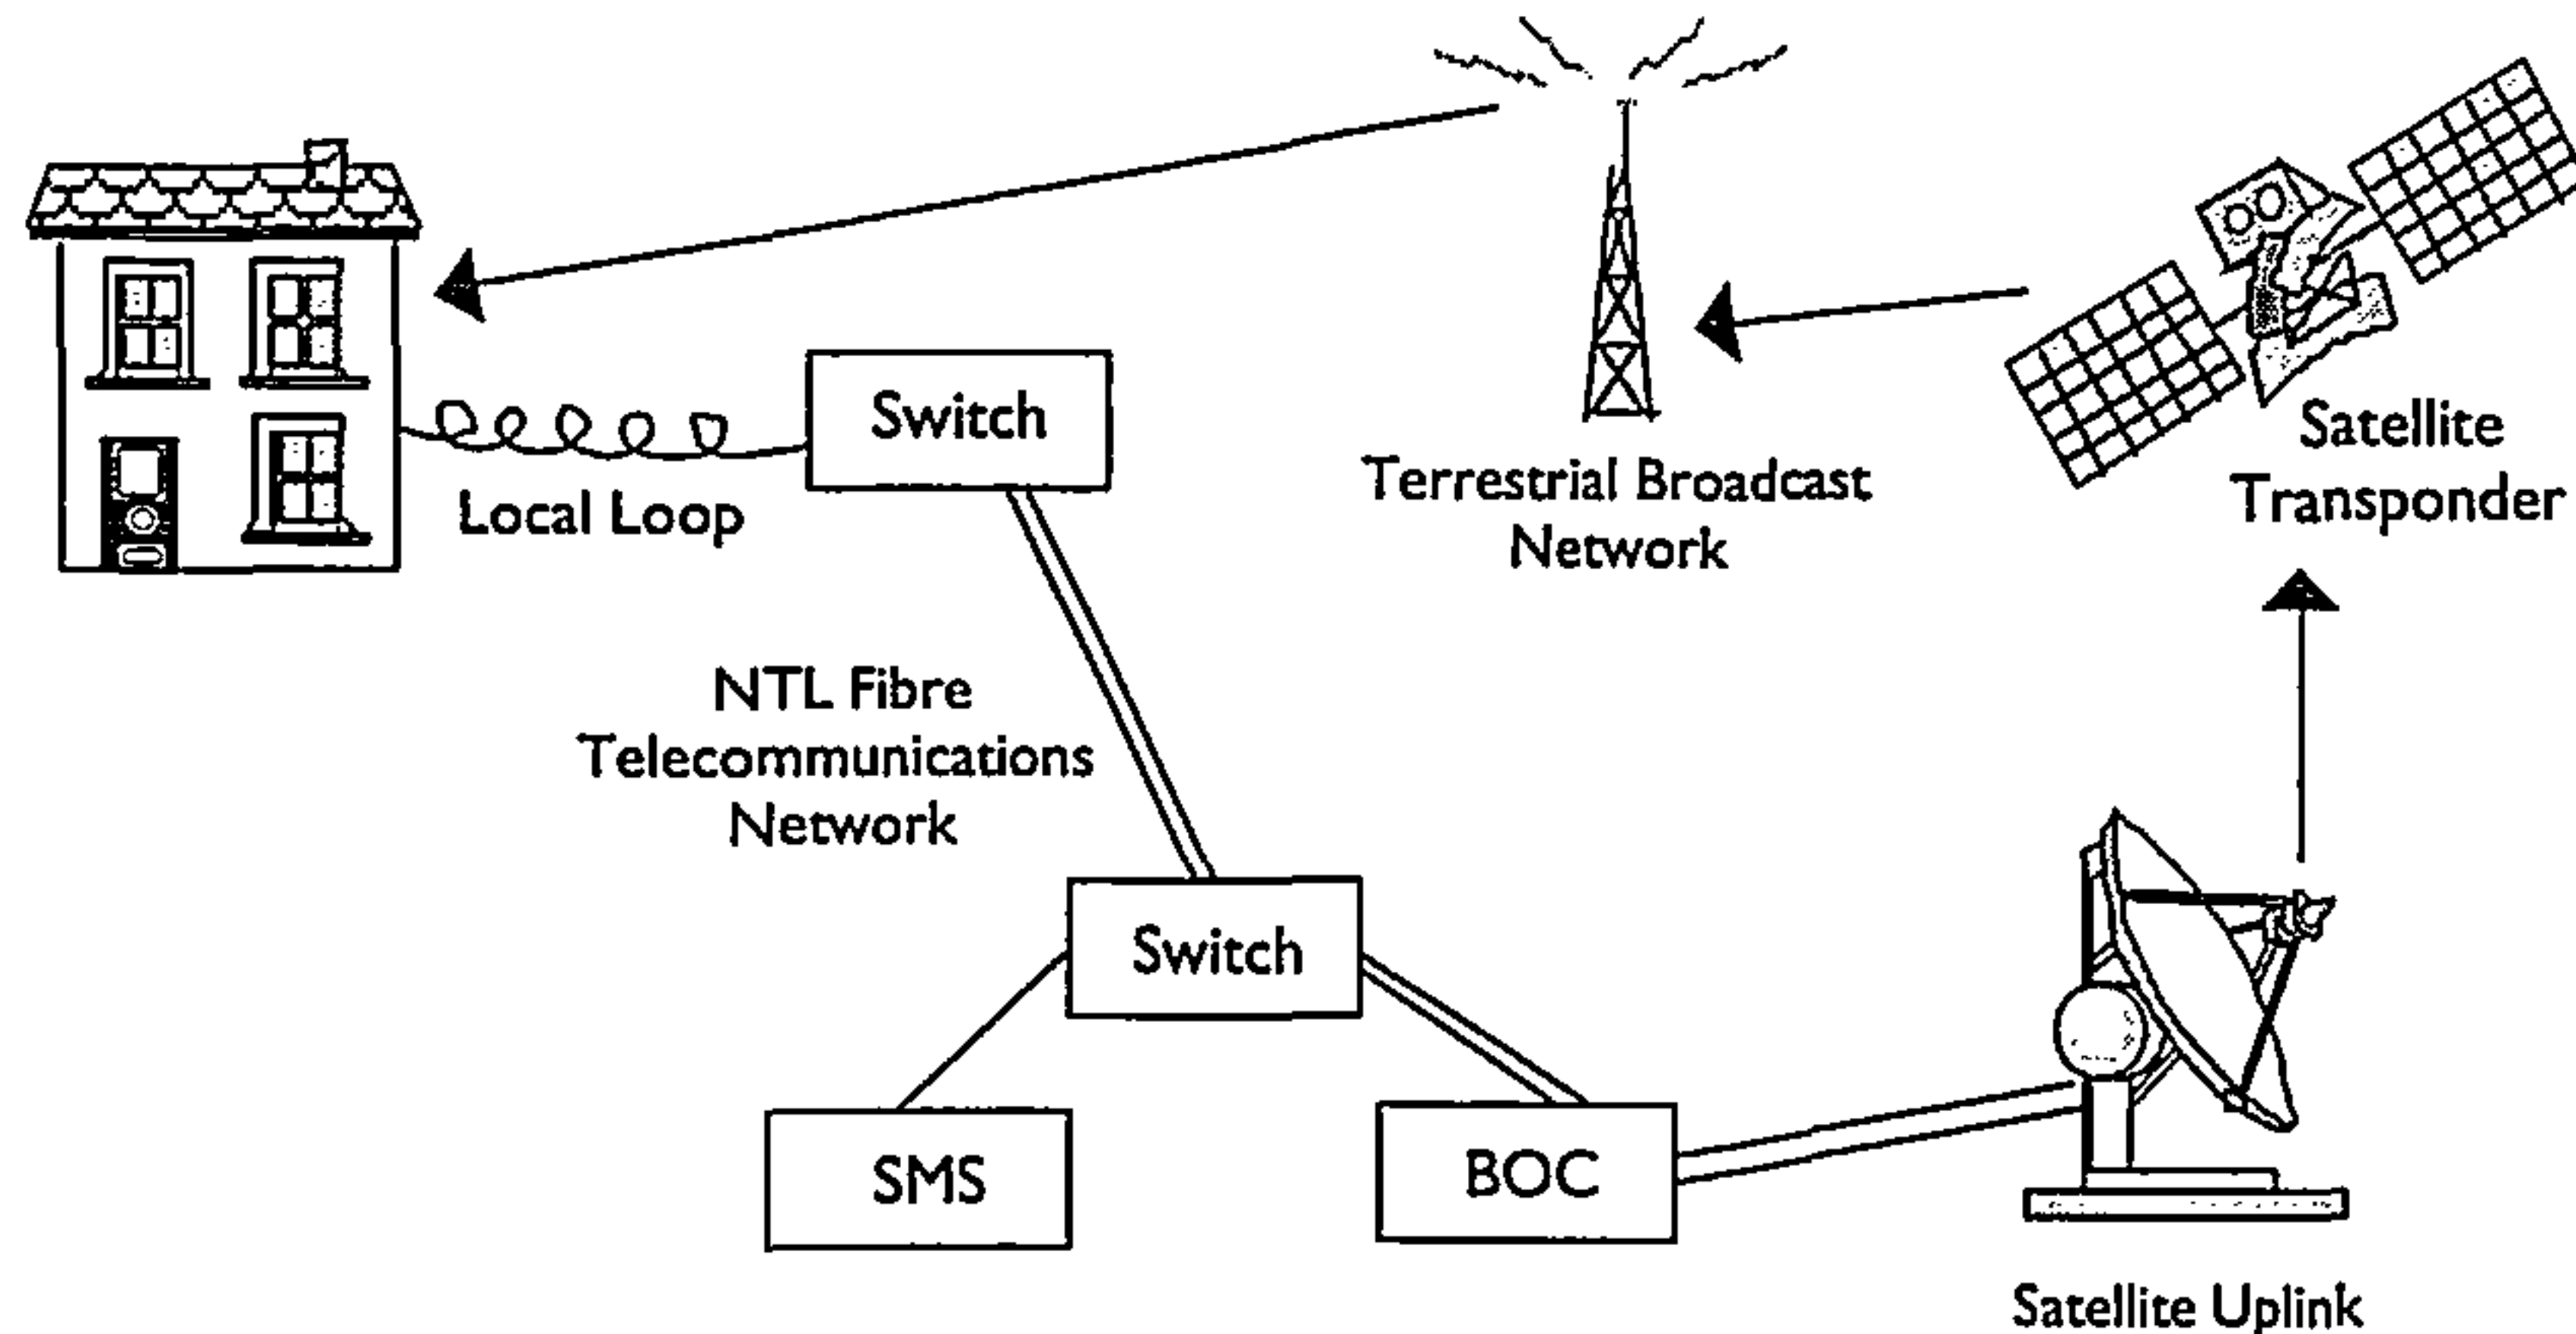 Switch
Local Loop
Terrestrial Broadcast
Network
Satellite
Transponder
NTL Fibre
Telecommunications
Network
Switch
SMS
BOC
Satellite Uplink